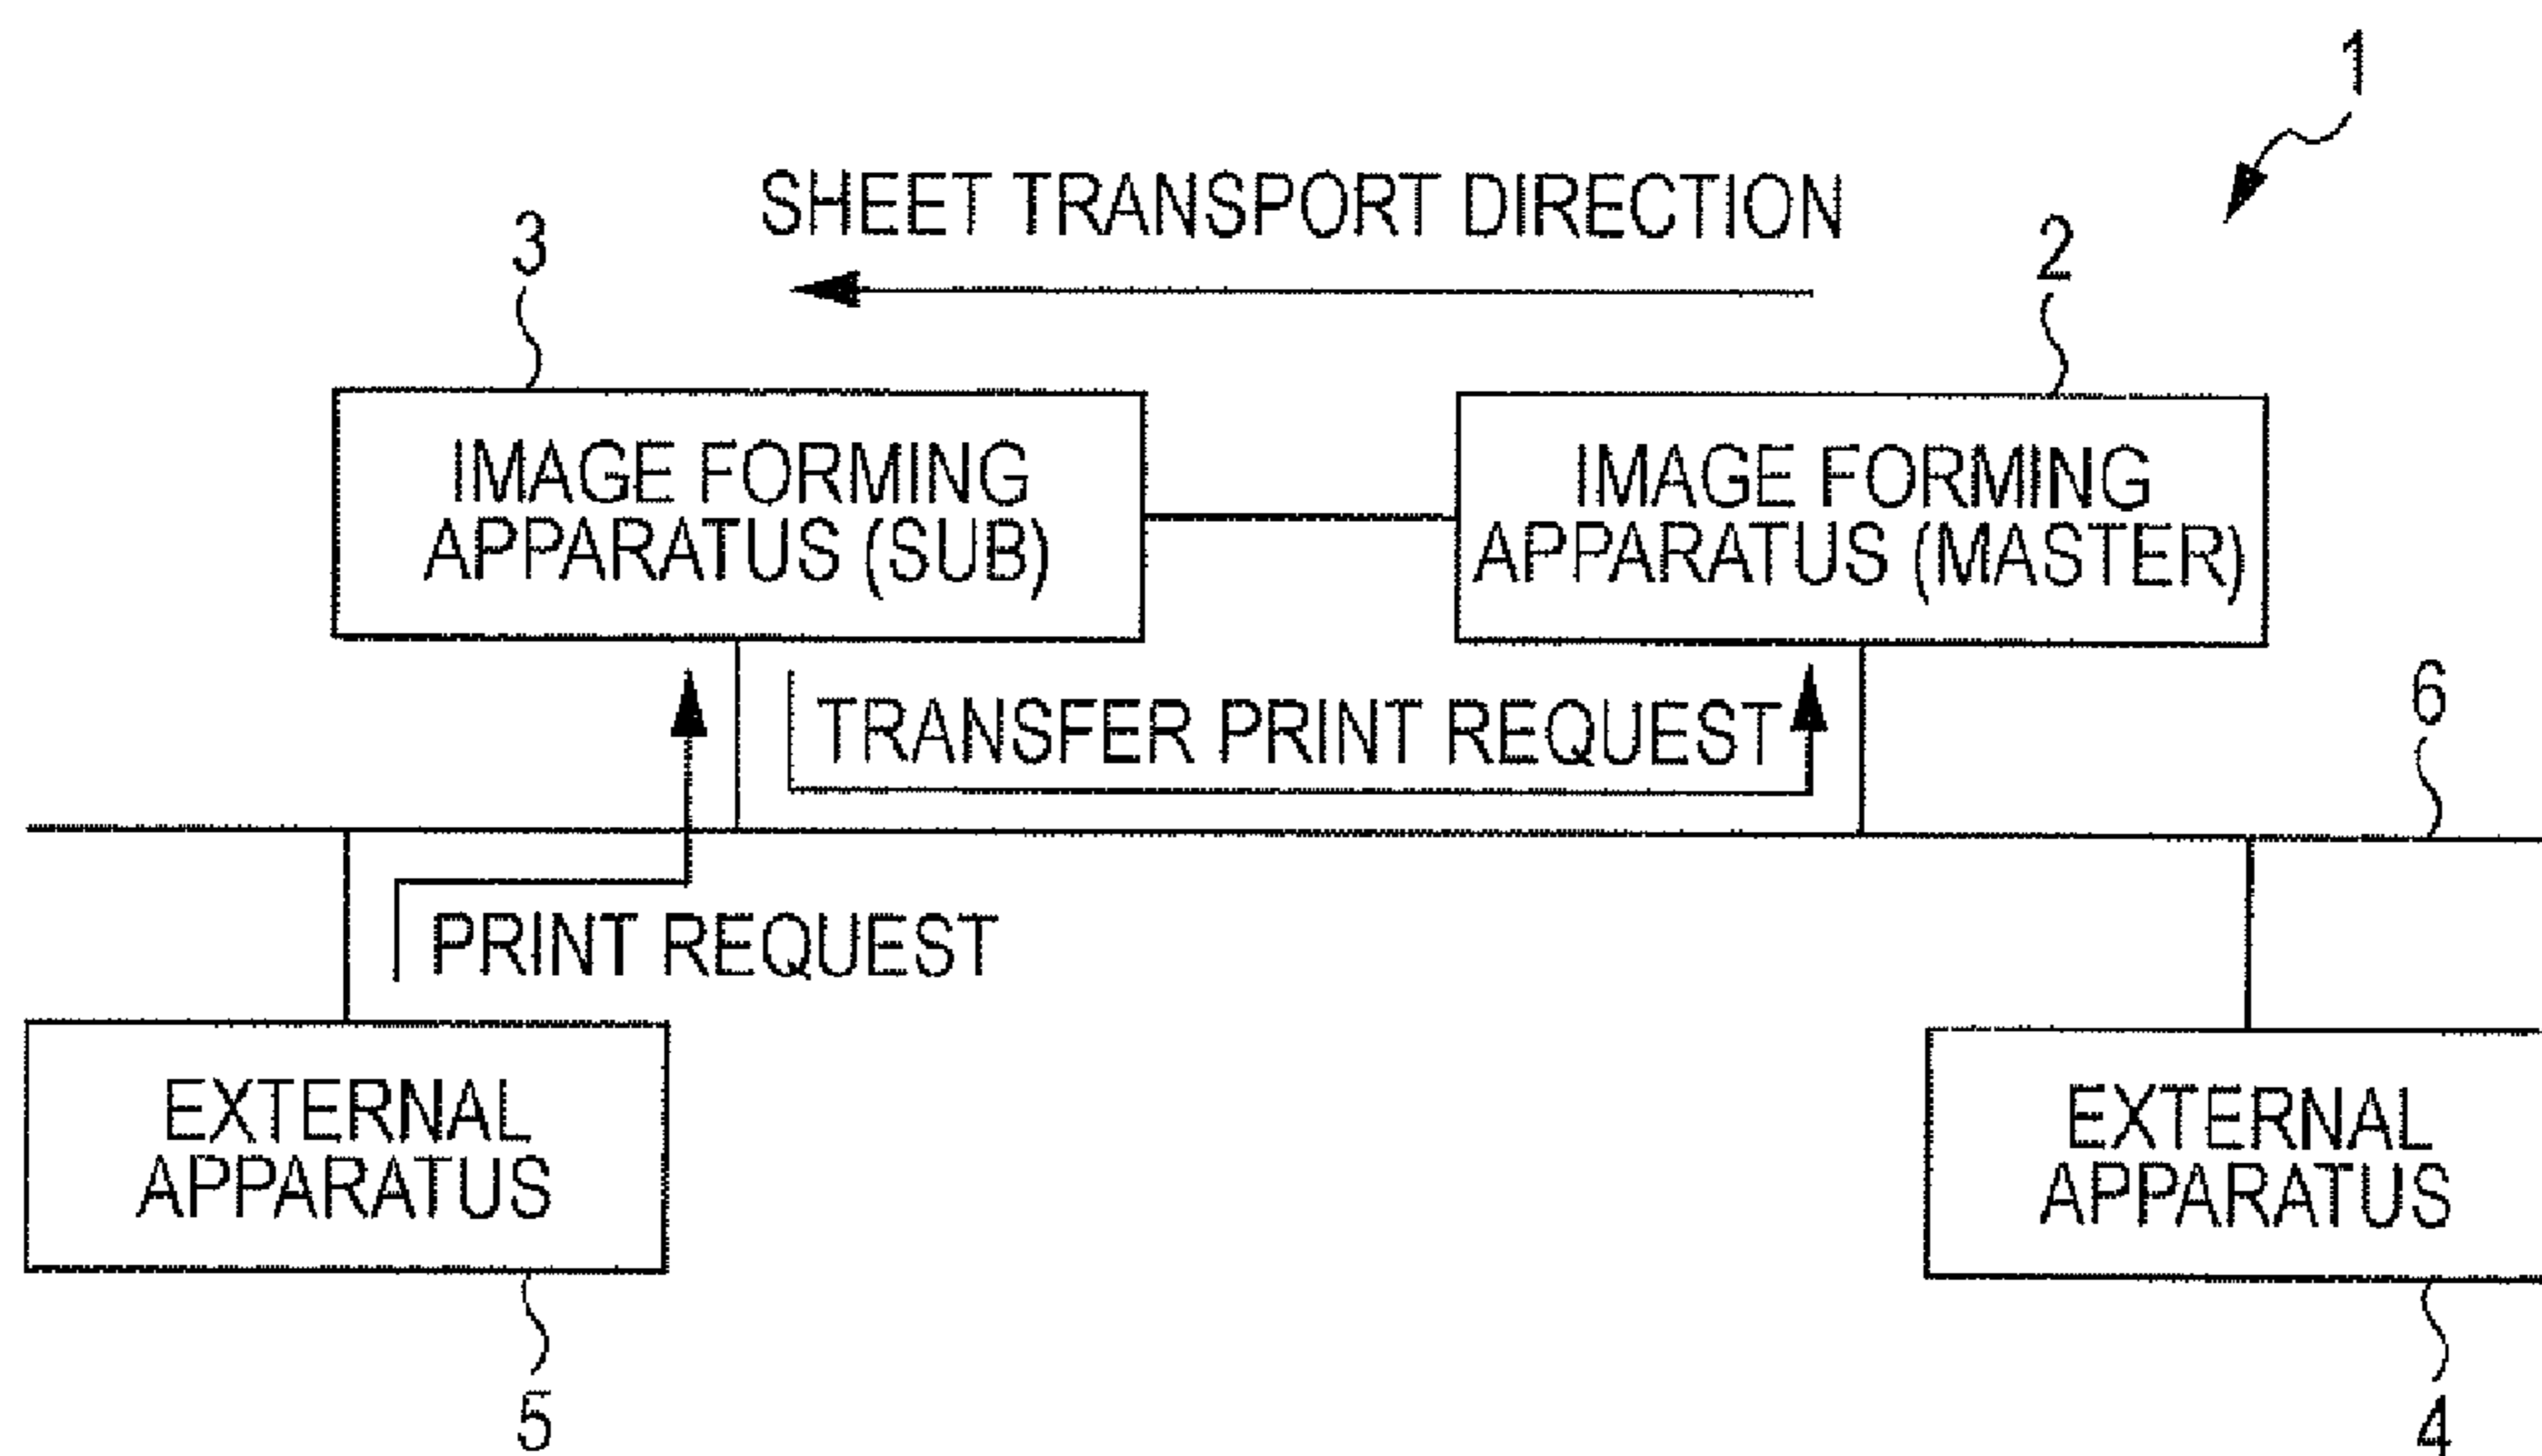 1
SHEET TRANSPORT DIRECTION
3
2
IMAGE FORMING
APPARATUS (SUB)
IMAGE FORMING
APPARATUS (MASTER)
TRANSFER PRINT REQUEST
6
PRINT REQUEST
EXTERNAL
APPARATUS
EXTERNAL
APPARATUS
5
4